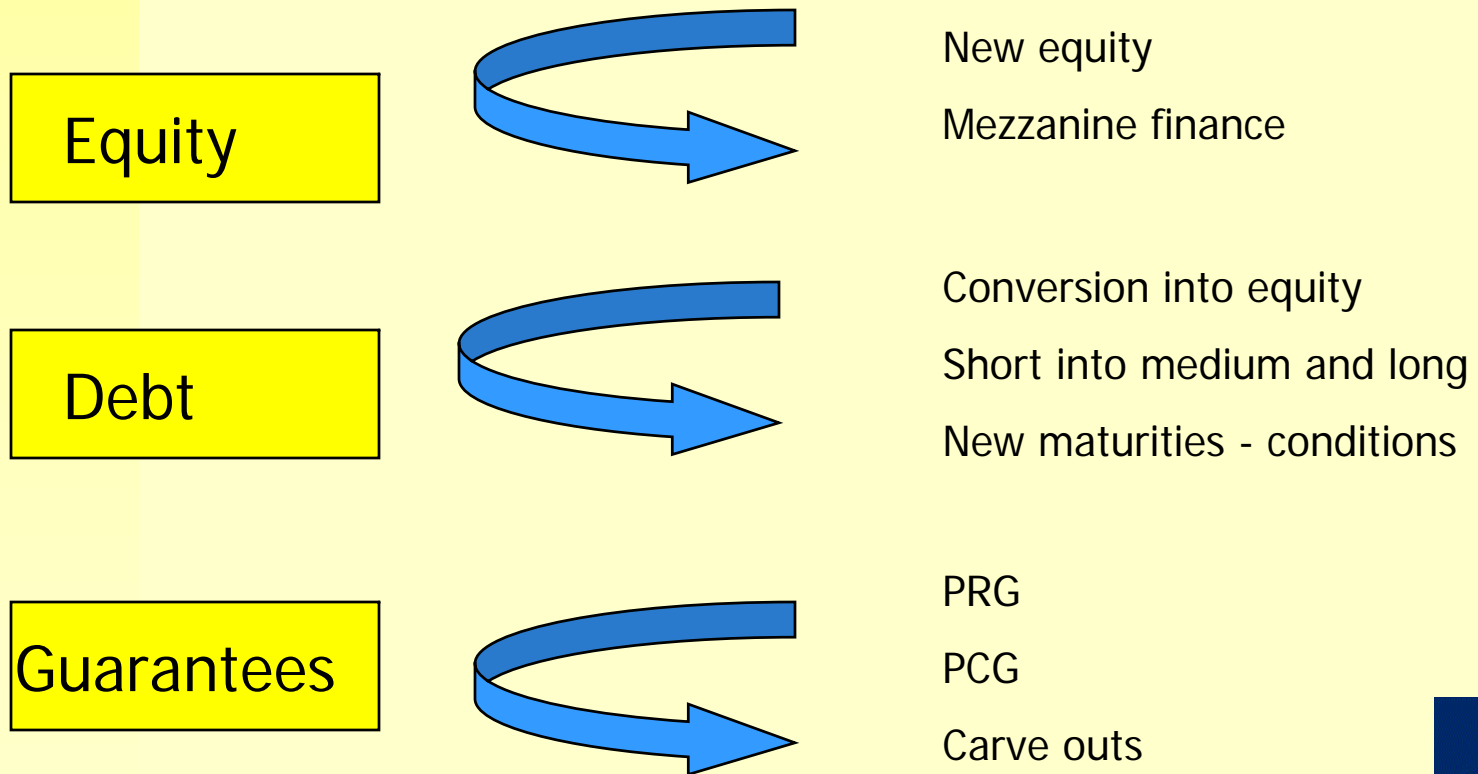 Equity
New equity
Mezzanine finance
Debt
Conversion into equity
Short into medium and long
New maturities - conditions
Guarantees
PRG
PCG
Carve outs